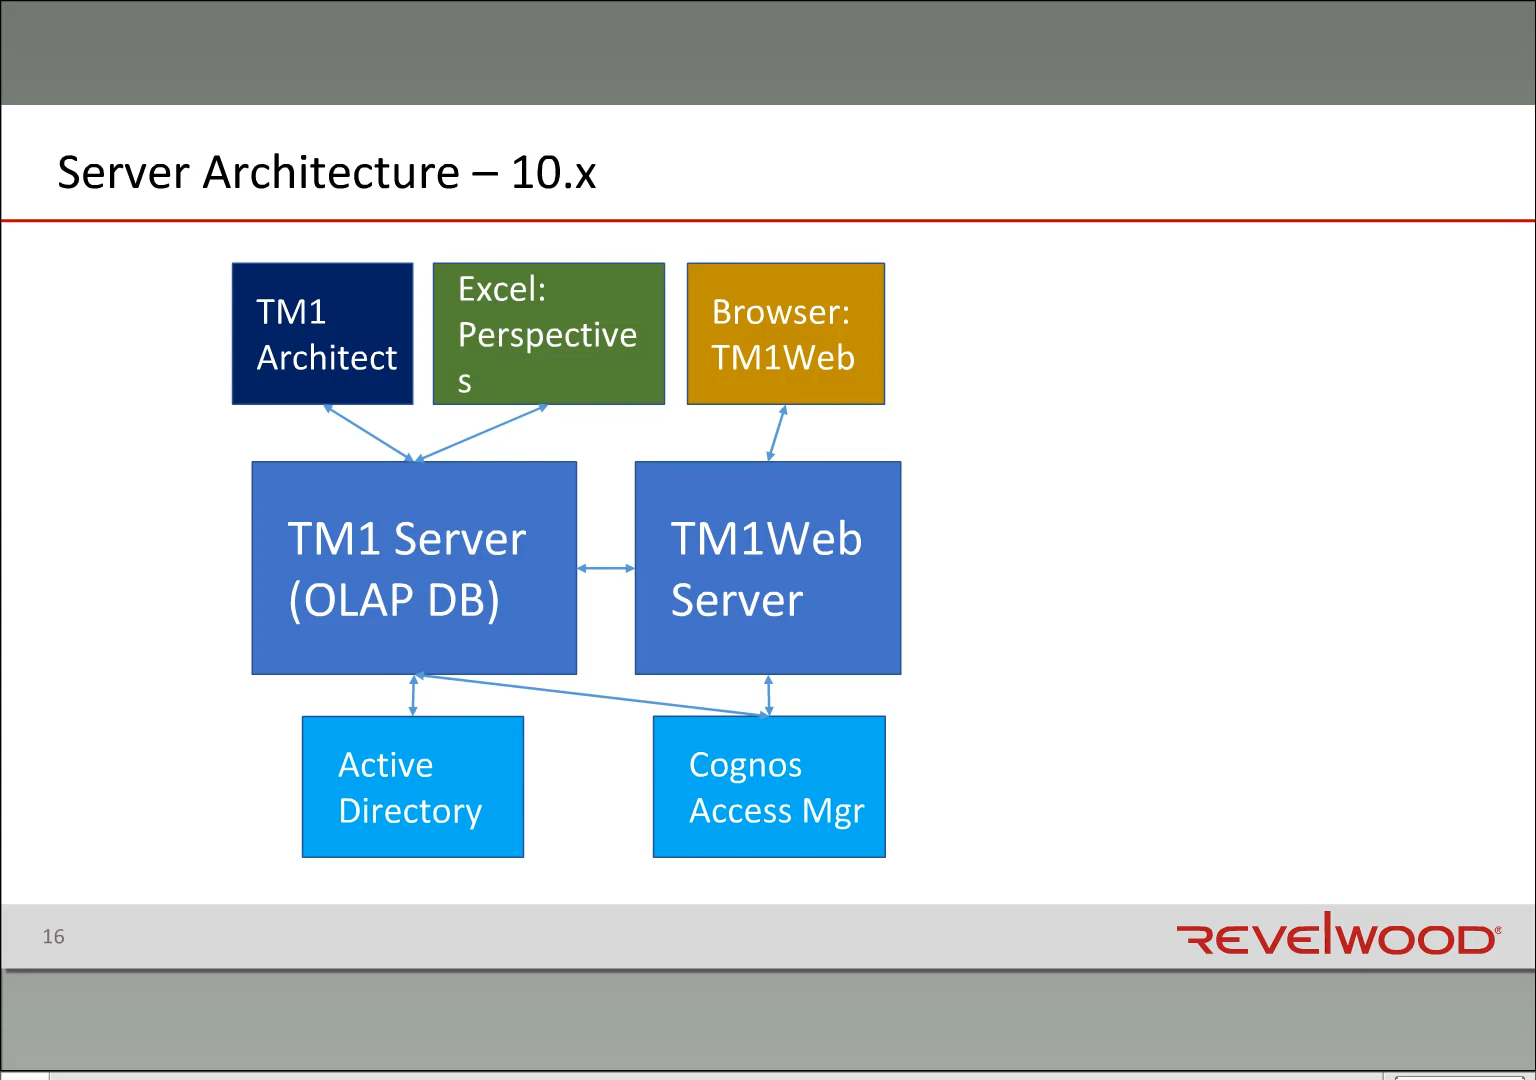 Server Architecture – 10.x
TM1
Architect
Excel:
Perspective
s
Browser:
TM1Web
TM1 Server
(OLAP DB)
TM1Web
Server
Active
Directory
Cognos
Access Mgr
16
REVELWOOD®